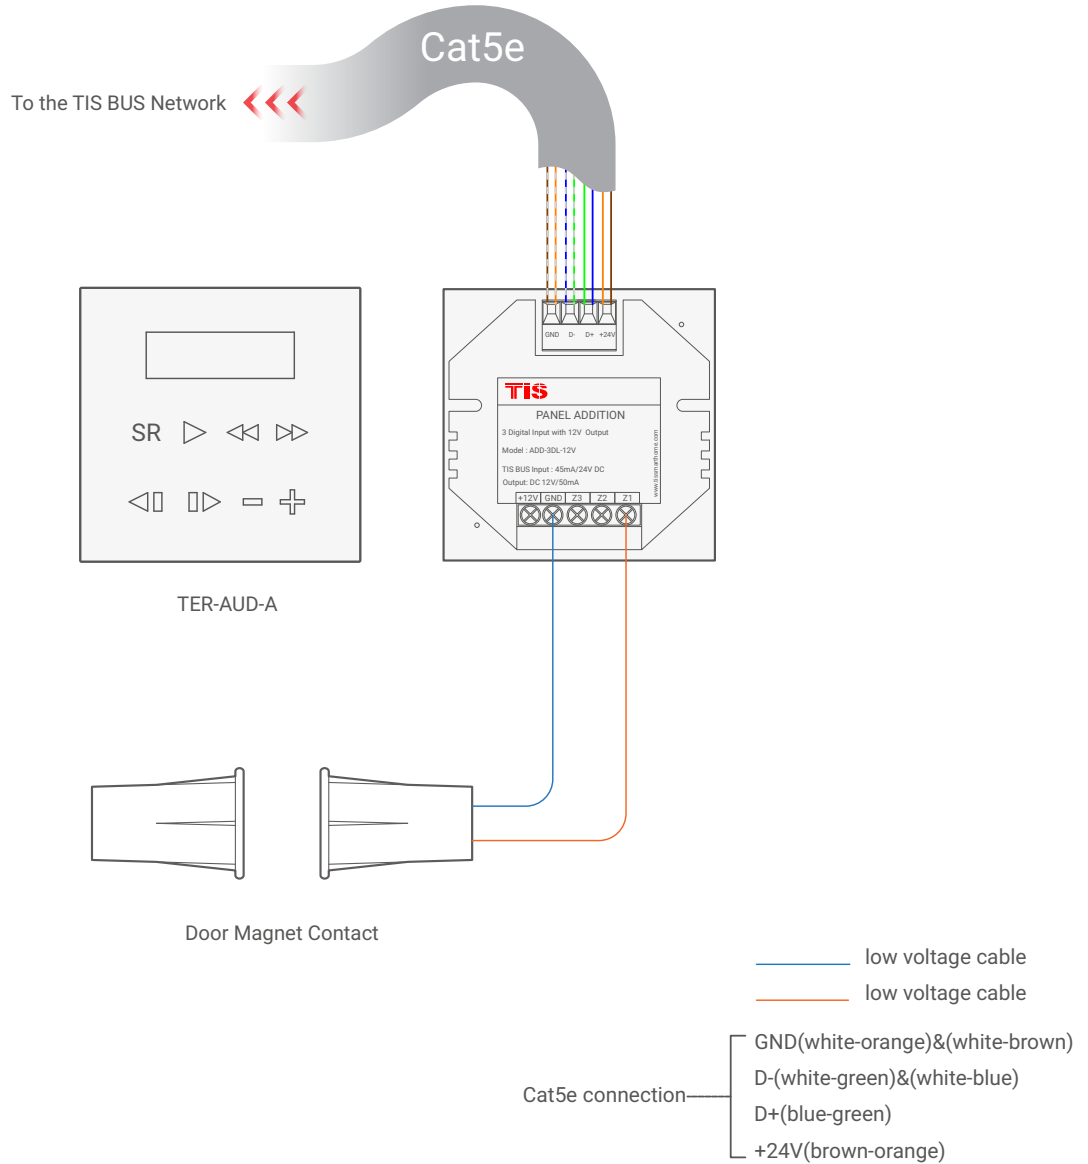 Cat5e
To the TIS BUS Network
GND D- D+ +24V
TIS
PANEL ADDITION
3 Digital Input with 12V Output
Model : ADD-3DL-12V
TIS BUS Input : 45mA/24V DC
Output: DC 12V/50mA
www.tissmarthome.com
+12V GND Z3 Z2 Z1
SR
TER-AUD-A
Door Magnet Contact
low voltage cable
low voltage cable
Cat5e connection
GND(white-orange)&(white-brown)
D-(white-green)&(white-blue)
D+(blue-green)
+24V(brown-orange)